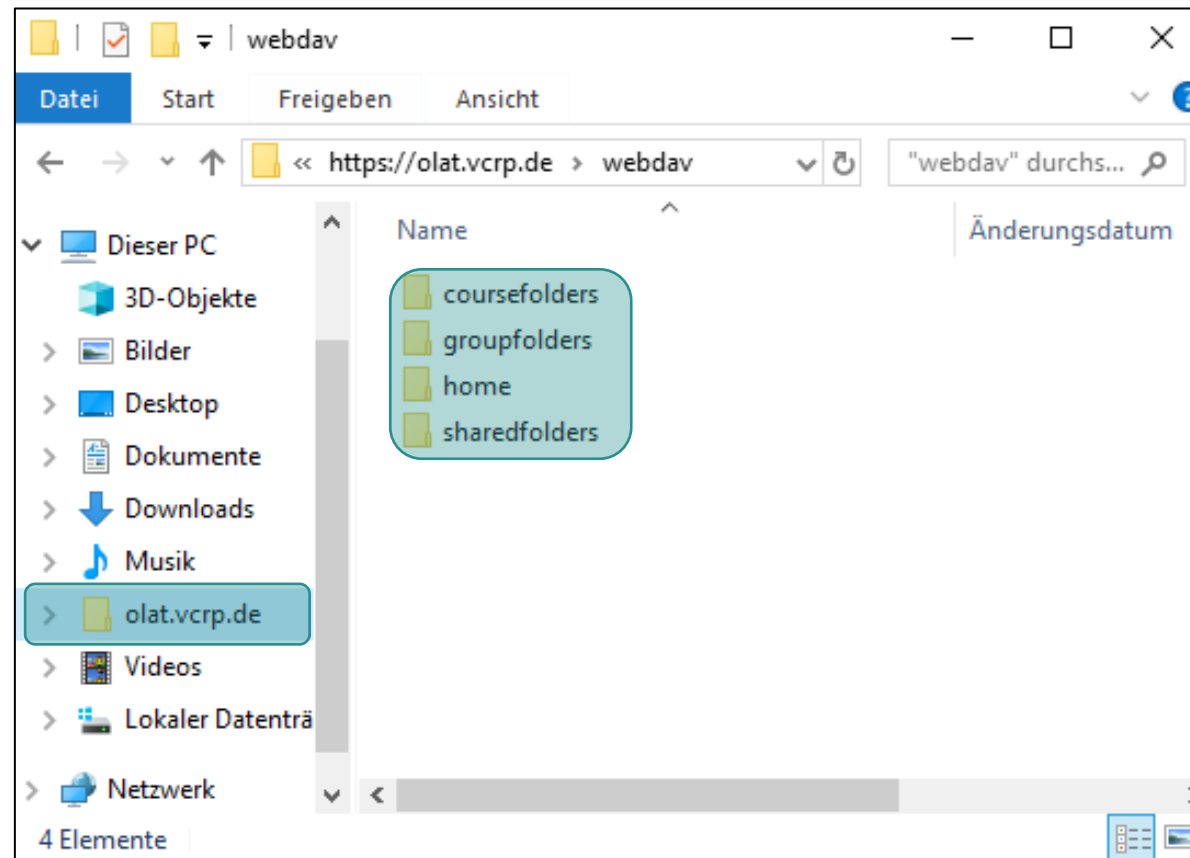 webdav
Datei Start Freigeben Ansicht
« https://olat.vcrp.de › webdav "webdav" durchs...
Name Änderungsdatum
Dieser PC
3D-Objekte
Bilder
Desktop
Dokumente
Downloads
Musik
olat.vcrp.de
Videos
Lokaler Datenträ
Netzwerk
coursefolders
groupfolders
home
sharedfolders
4 Elemente